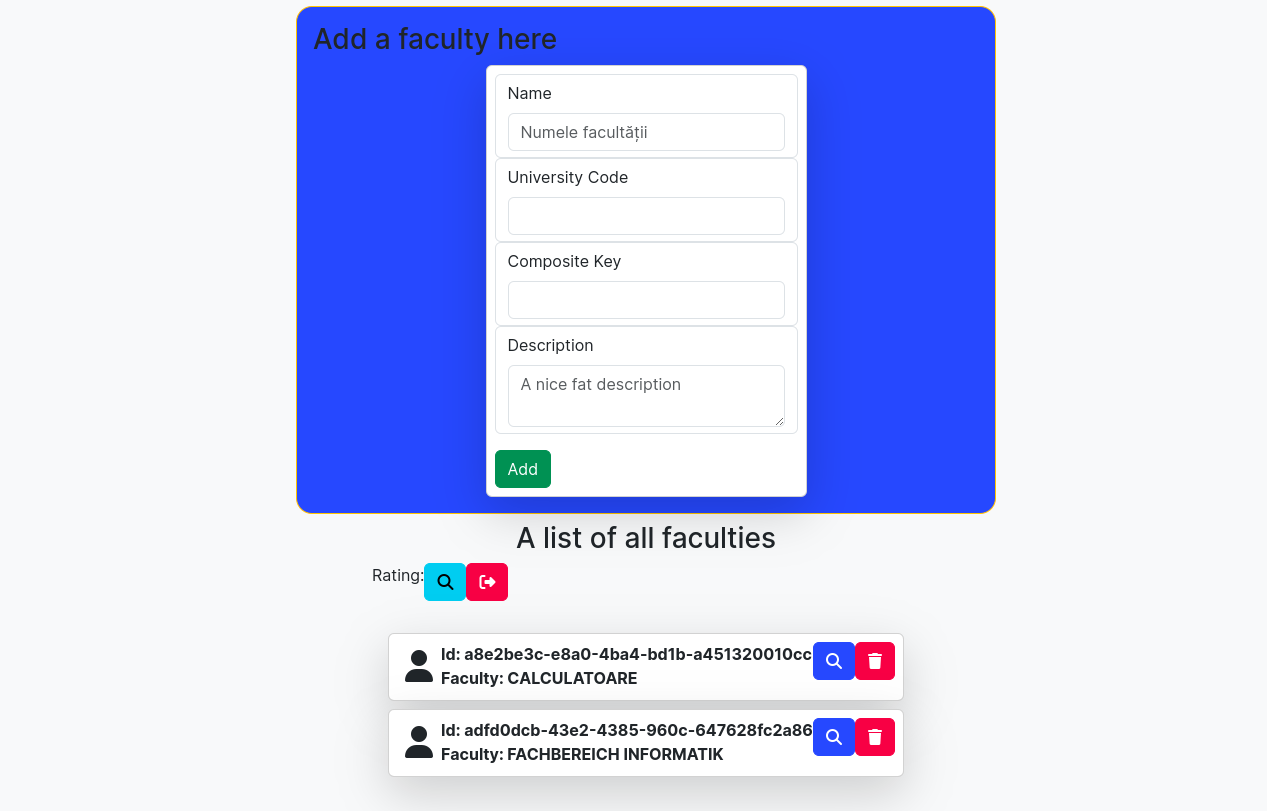 Add a faculty here
Name
Numele facultății
University Code
Composite Key
Description
A nice fat description
Add
A list of all faculties
Rating:
Id: a8e2be3c-e8a0-4ba4-bd1b-a451320010cc
Faculty: CALCULATOARE
Id: adfd0dcb-43e2-4385-960c-647628fc2a86
Faculty: FACHBEREICH INFORMATIK